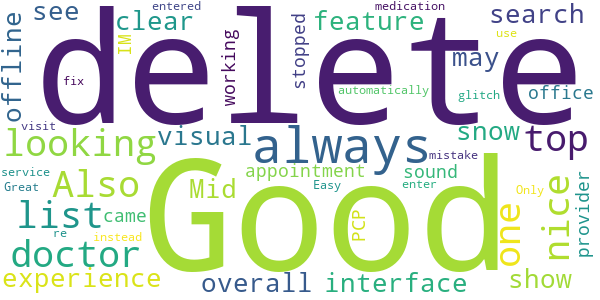 see
clear
entered
medication
feature
search
offline
IM
fix
delete
working
stopped
automatically
may
glitch
use
office
looking
visual
always
snow
top
visit
service
Great
Also
Mid
appointment
Easy
sound
enter
mistake
Only
list
came
re
instead
Good
PCP
one
nice
provider
doctor
experience
overall
interface
show